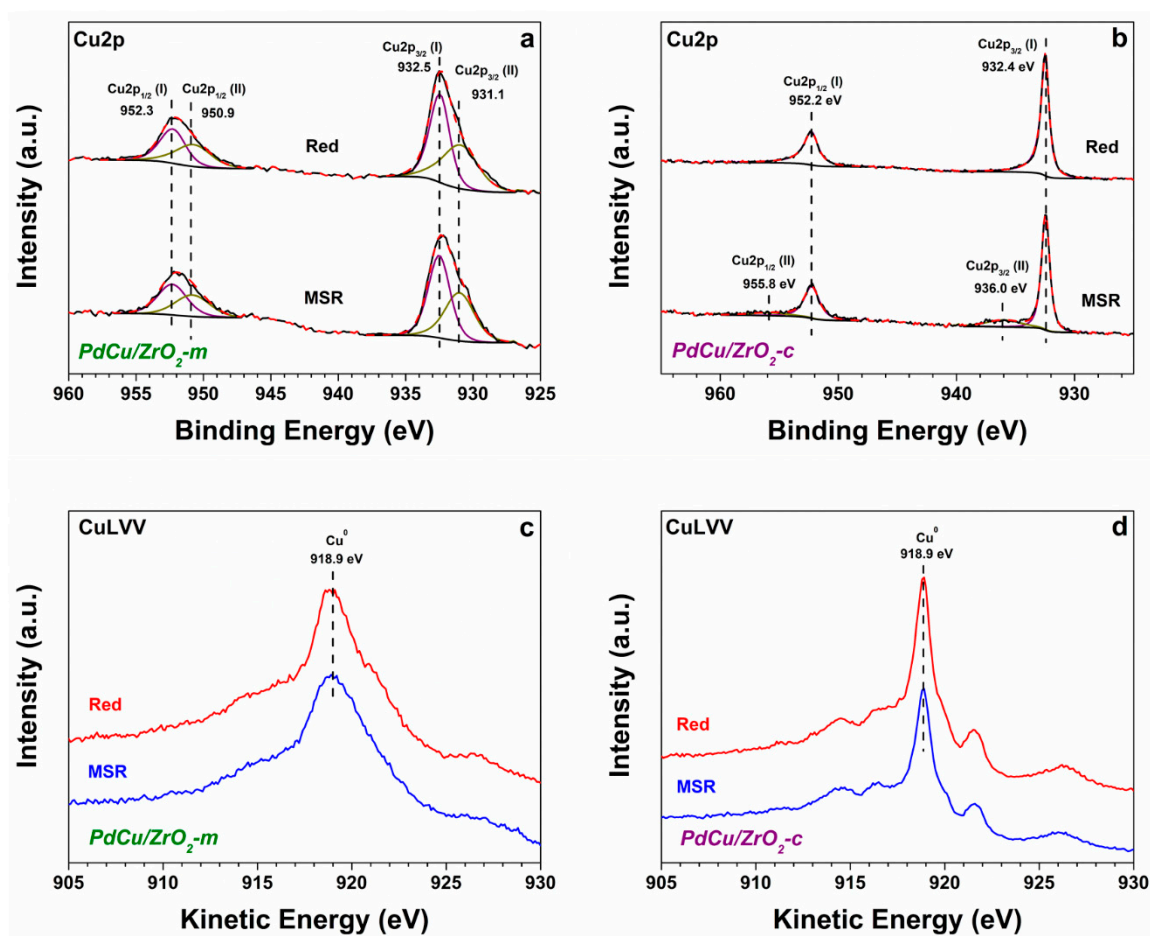 Cu2p
a
Cu2p3/2 (I)
932.5
Cu2p3/2 (II)
931.1
Cu2p1/2 (I)
952.3
Cu2p1/2 (II)
950.9
Red
MSR
PdCu/ZrO2-m
Intensity (a.u.)
960 955 950 945 940 935 930 925
Binding Energy (eV)
Cu2p
b
Cu2p3/2 (I)
932.4 eV
Cu2p1/2 (I)
952.2 eV
Red
Cu2p1/2 (II)
955.8 eV
Cu2p3/2 (II)
936.0 eV
MSR
PdCu/ZrO2-c
Intensity (a.u.)
960 950 940 930
Binding Energy (eV)
CuLVV
c
Cu0
918.9 eV
Red
MSR
PdCu/ZrO2-m
Intensity (a.u.)
905 910 915 920 925 930
Kinetic Energy (eV)
CuLVV
d
Cu0
918.9 eV
Red
MSR
PdCu/ZrO2-c
Intensity (a.u.)
905 910 915 920 925 930
Kinetic Energy (eV)